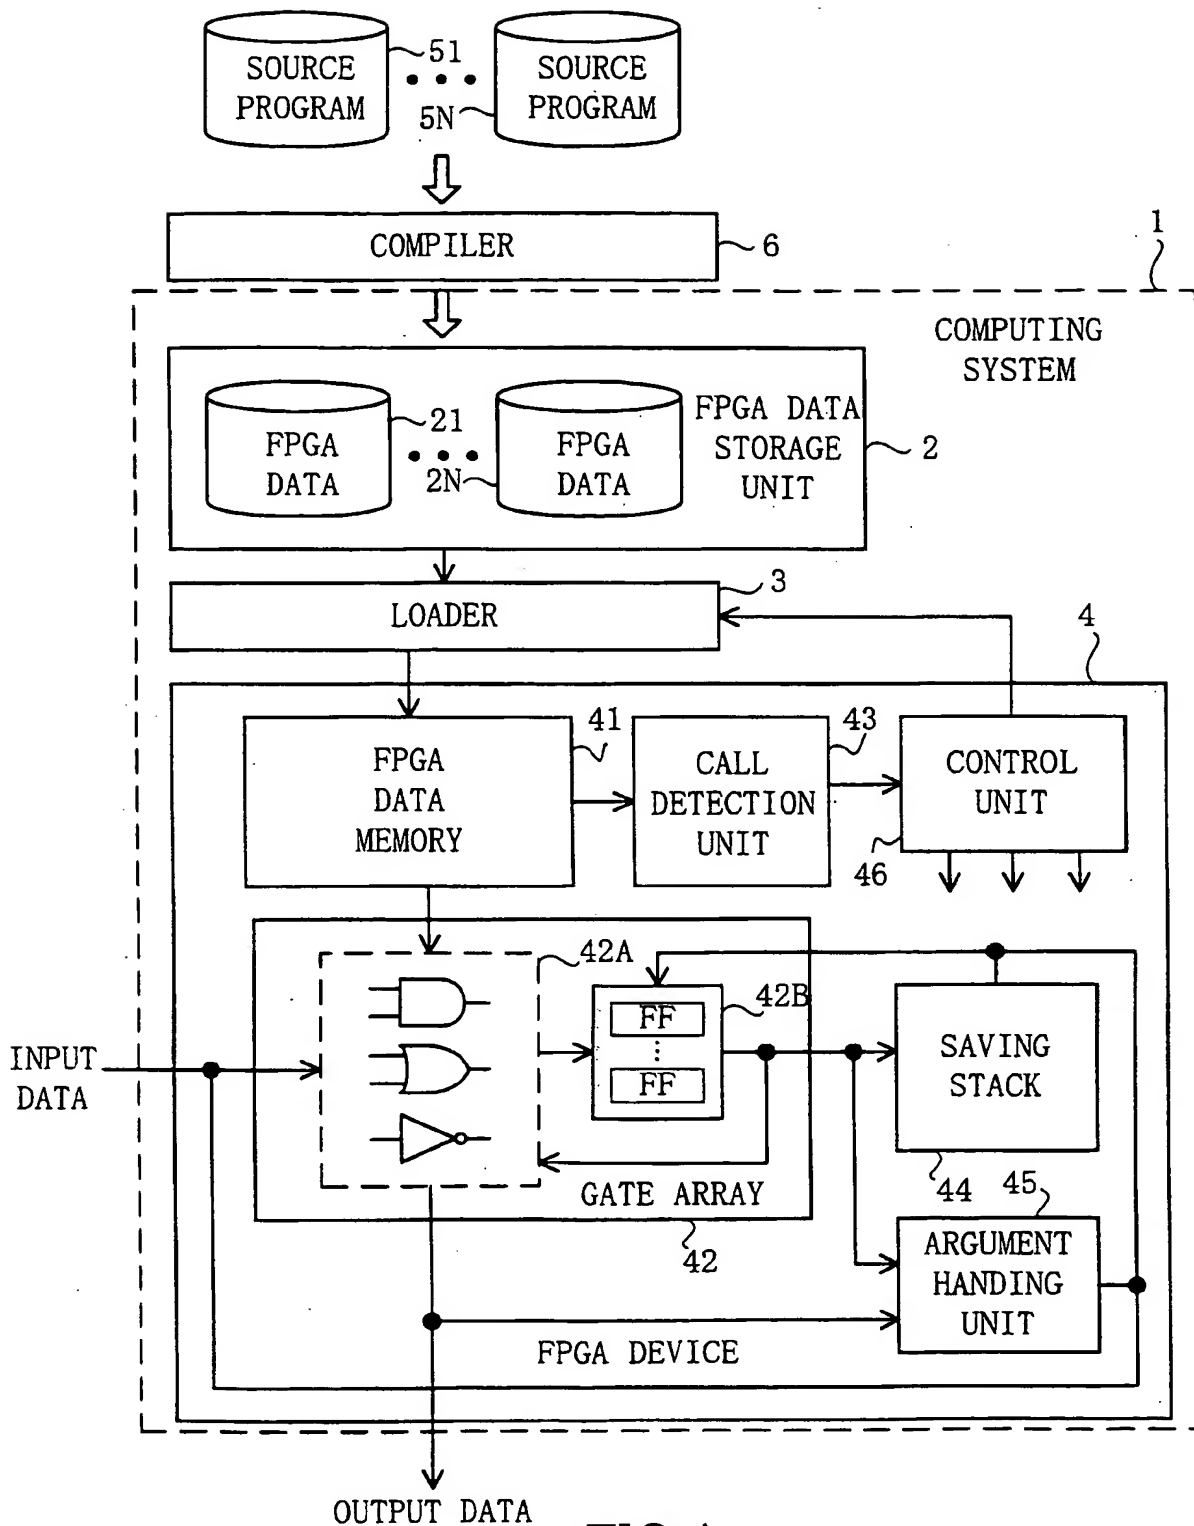 SOURCE
PROGRAM
51
5N
SOURCE
PROGRAM
COMPILER
6
1
COMPUTING
SYSTEM
FPGA
DATA
21
2N
FPGA
DATA
FPGA DATA
STORAGE
UNIT
2
LOADER
3
4
FPGA
DATA
MEMORY
41
CALL
DETECTION
UNIT
43
CONTROL
UNIT
46
42A
42B
FF
FF
INPUT
DATA
SAVING
STACK
44
GATE ARRAY
42
45
ARGUMENT
HANDING
UNIT
FPGA DEVICE
OUTPUT DATA